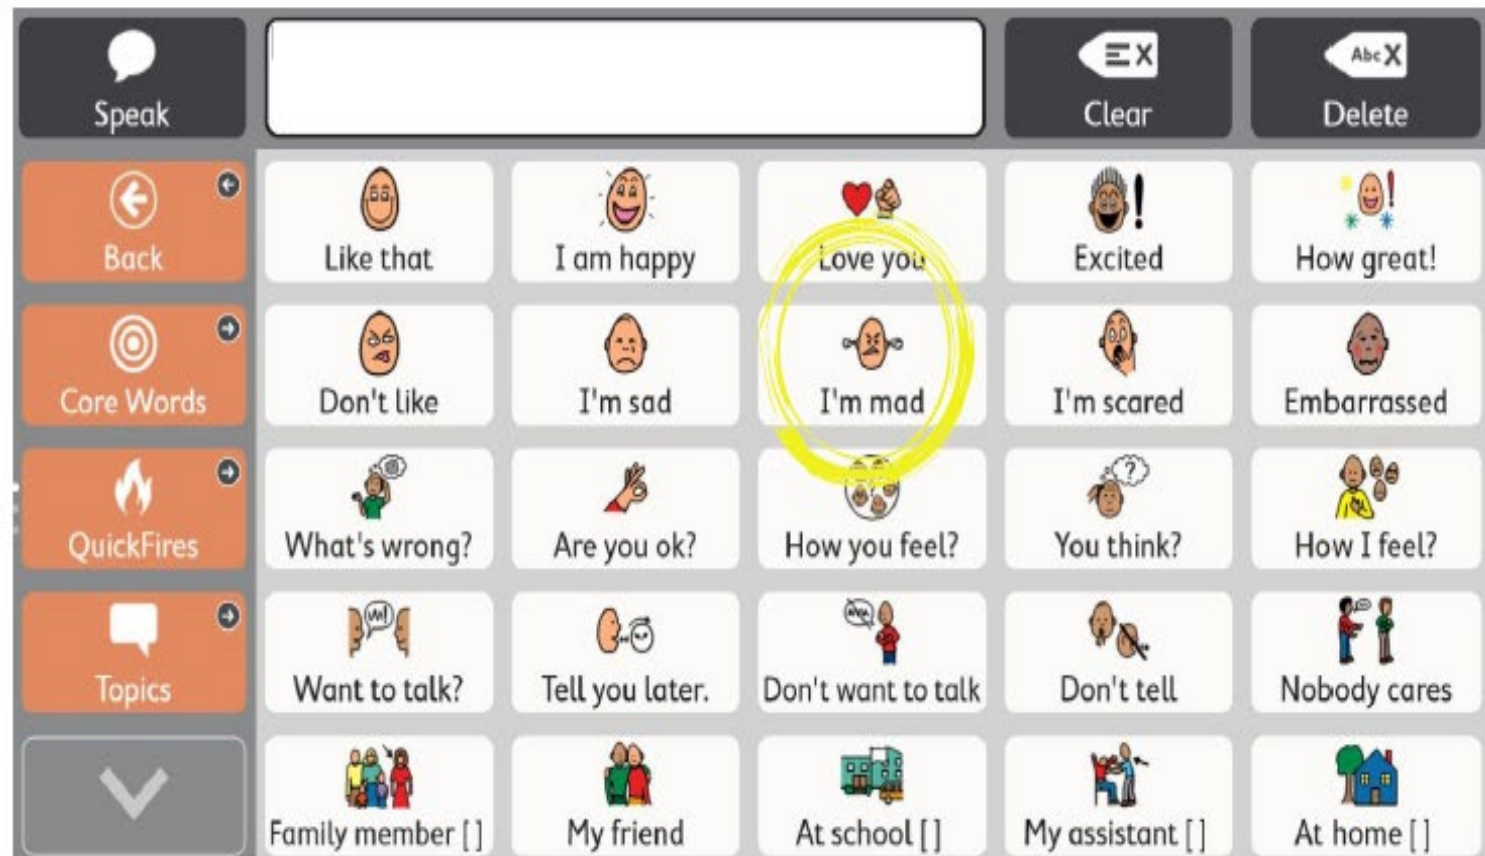 Speak
Clear
Abc X
Delete
Back
Like that
I am happy
Love you
Excited
How great!
Core Words
Don't like
I'm sad
I'm mad
I'm scared
Embarrassed
QuickFires
What's wrong?
Are you ok?
How you feel?
You think?
How I feel?
Topics
Want to talk?
Tell you later.
Don't want to talk
Don't tell
Nobody cares
Family member [ ]
My friend
At school [ ]
My assistant [ ]
At home [ ]